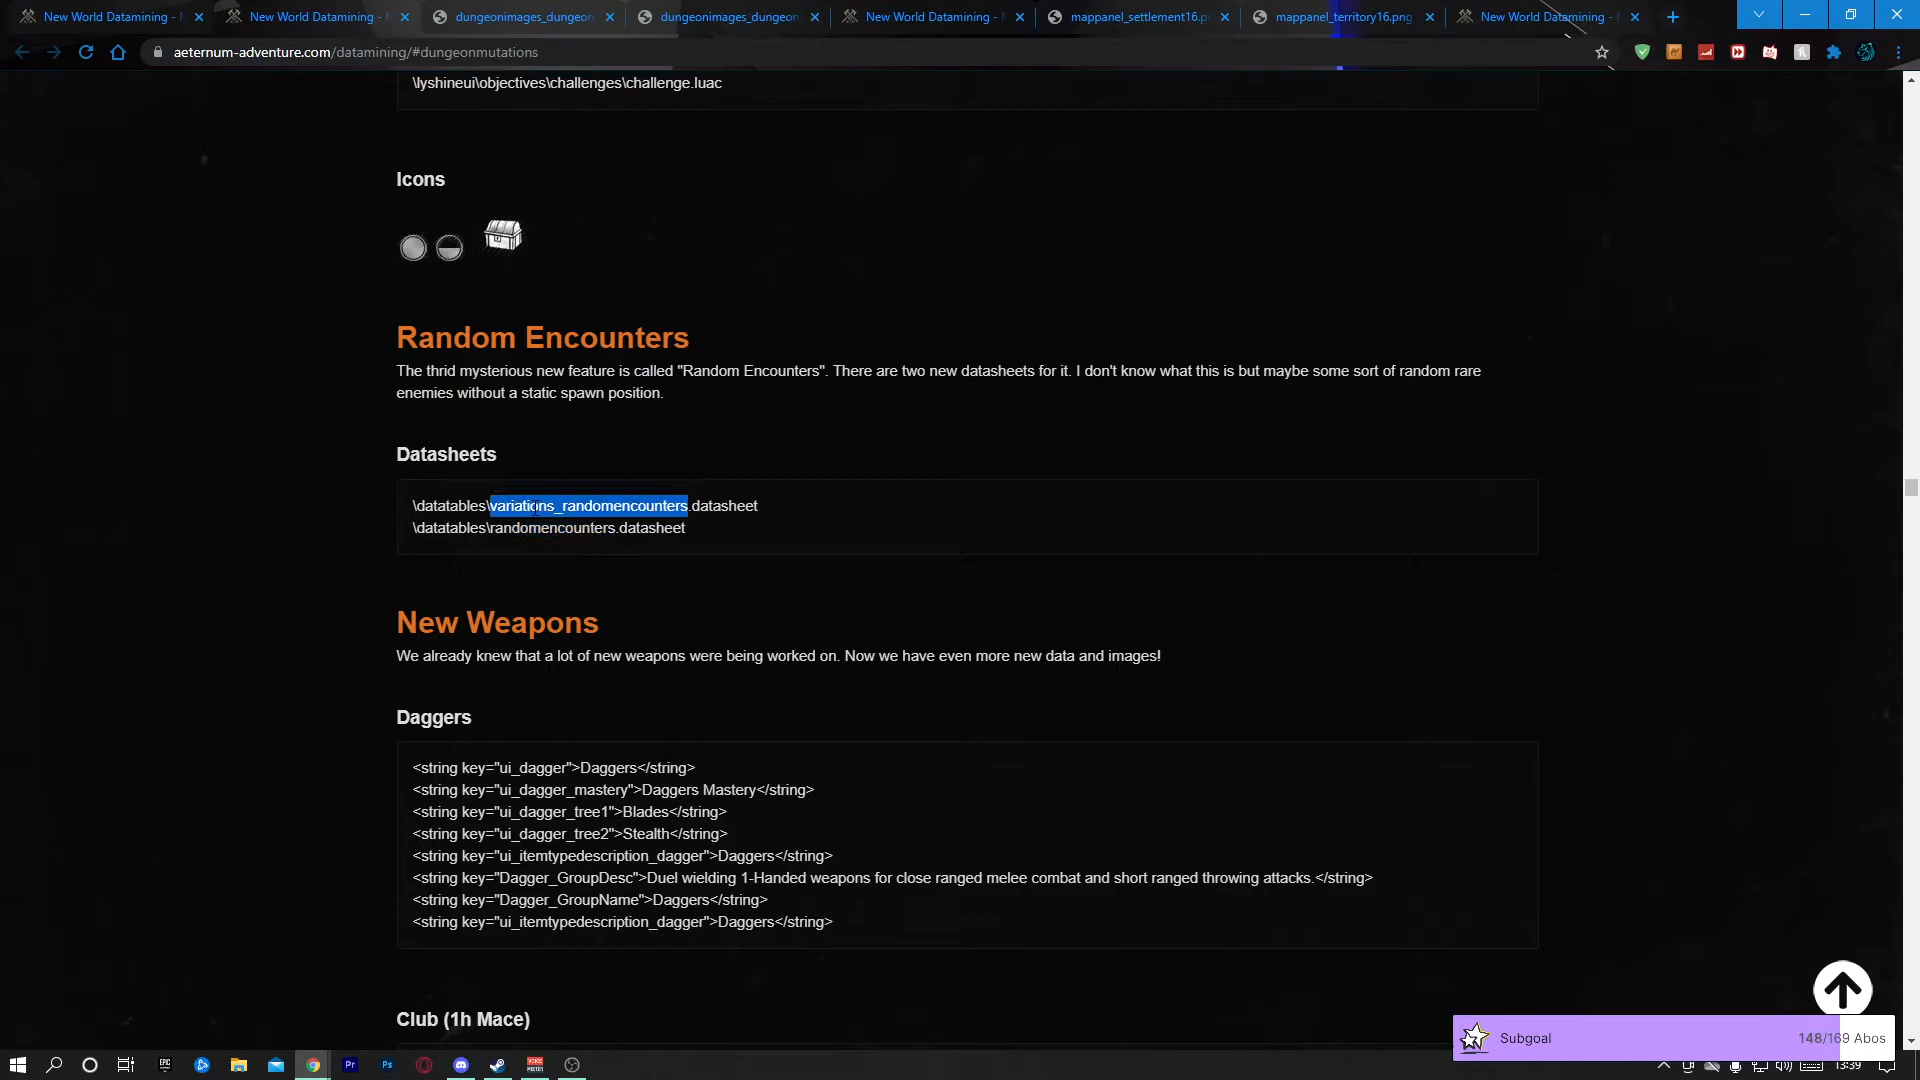 New World Datamining - N
New World Datamining - N
dungeonimages_dungeon
dungeonimages_dungeon
New World Datamining -
mappanel_settlement16.p
mappanel_territory16.png
New World Datamining -
aeternum-adventure.com/datamining/#dungeonmutations
\lyshineui\objectives\challenges\challenge.luac
Icons
Random Encounters
The thrid mysterious new feature is called "Random Encounters". There are two new datasheets for it. I don't know what this is but maybe some sort of random rare
enemies without a static spawn position.
Datasheets
\datatables\variations_randomencounters.datasheet
\datatables\randomencounters.datasheet
New Weapons
We already knew that a lot of new weapons were being worked on. Now we have even more new data and images!
Daggers
<string key="ui_dagger">Daggers</string>
<string key="ui_dagger_mastery">Daggers Mastery</string>
<string key="ui_dagger_tree1">Blades</string>
<string key="ui_dagger_tree2">Stealth</string>
<string key="ui_itemtypedescription_dagger">Daggers</string>
<string key="Dagger_GroupDesc">Duel wielding 1-Handed weapons for close ranged melee combat and short ranged throwing attacks.</string>
<string key="Dagger_GroupName">Daggers</string>
<string key="ui_itemtypedescription_dagger">Daggers</string>
Club (1h Mace)
Subgoal
148/169 Abos
EPIC
Pr
Ps
13:39